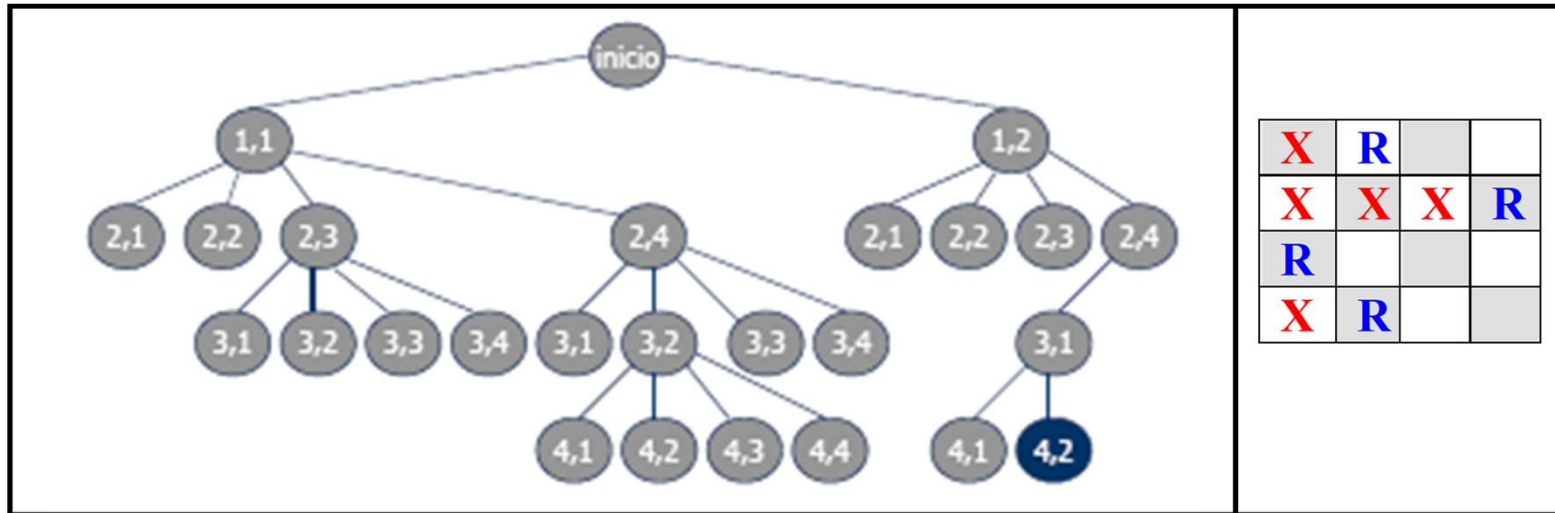 inicio
1,1 1,2
2,1 2,2 2,3 2,4 2,1 2,2 2,3 2,4
3,1 3,2 3,3 3,4 3,1 3,2 3,3 3,4 3,1
4,1 4,2 4,3 4,4 4,1 4,2
X R
X X X R
R
X R